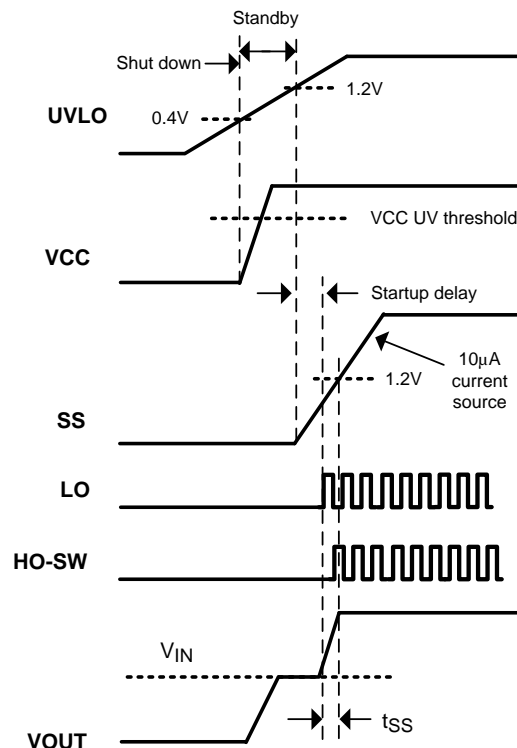 Standby
Shut down
1.2V
UVLO
0.4V
VCC UV threshold
VCC
Startup delay
10μA
current
source
1.2V
SS
LO
HO-SW
VIN
tSS
VOUT